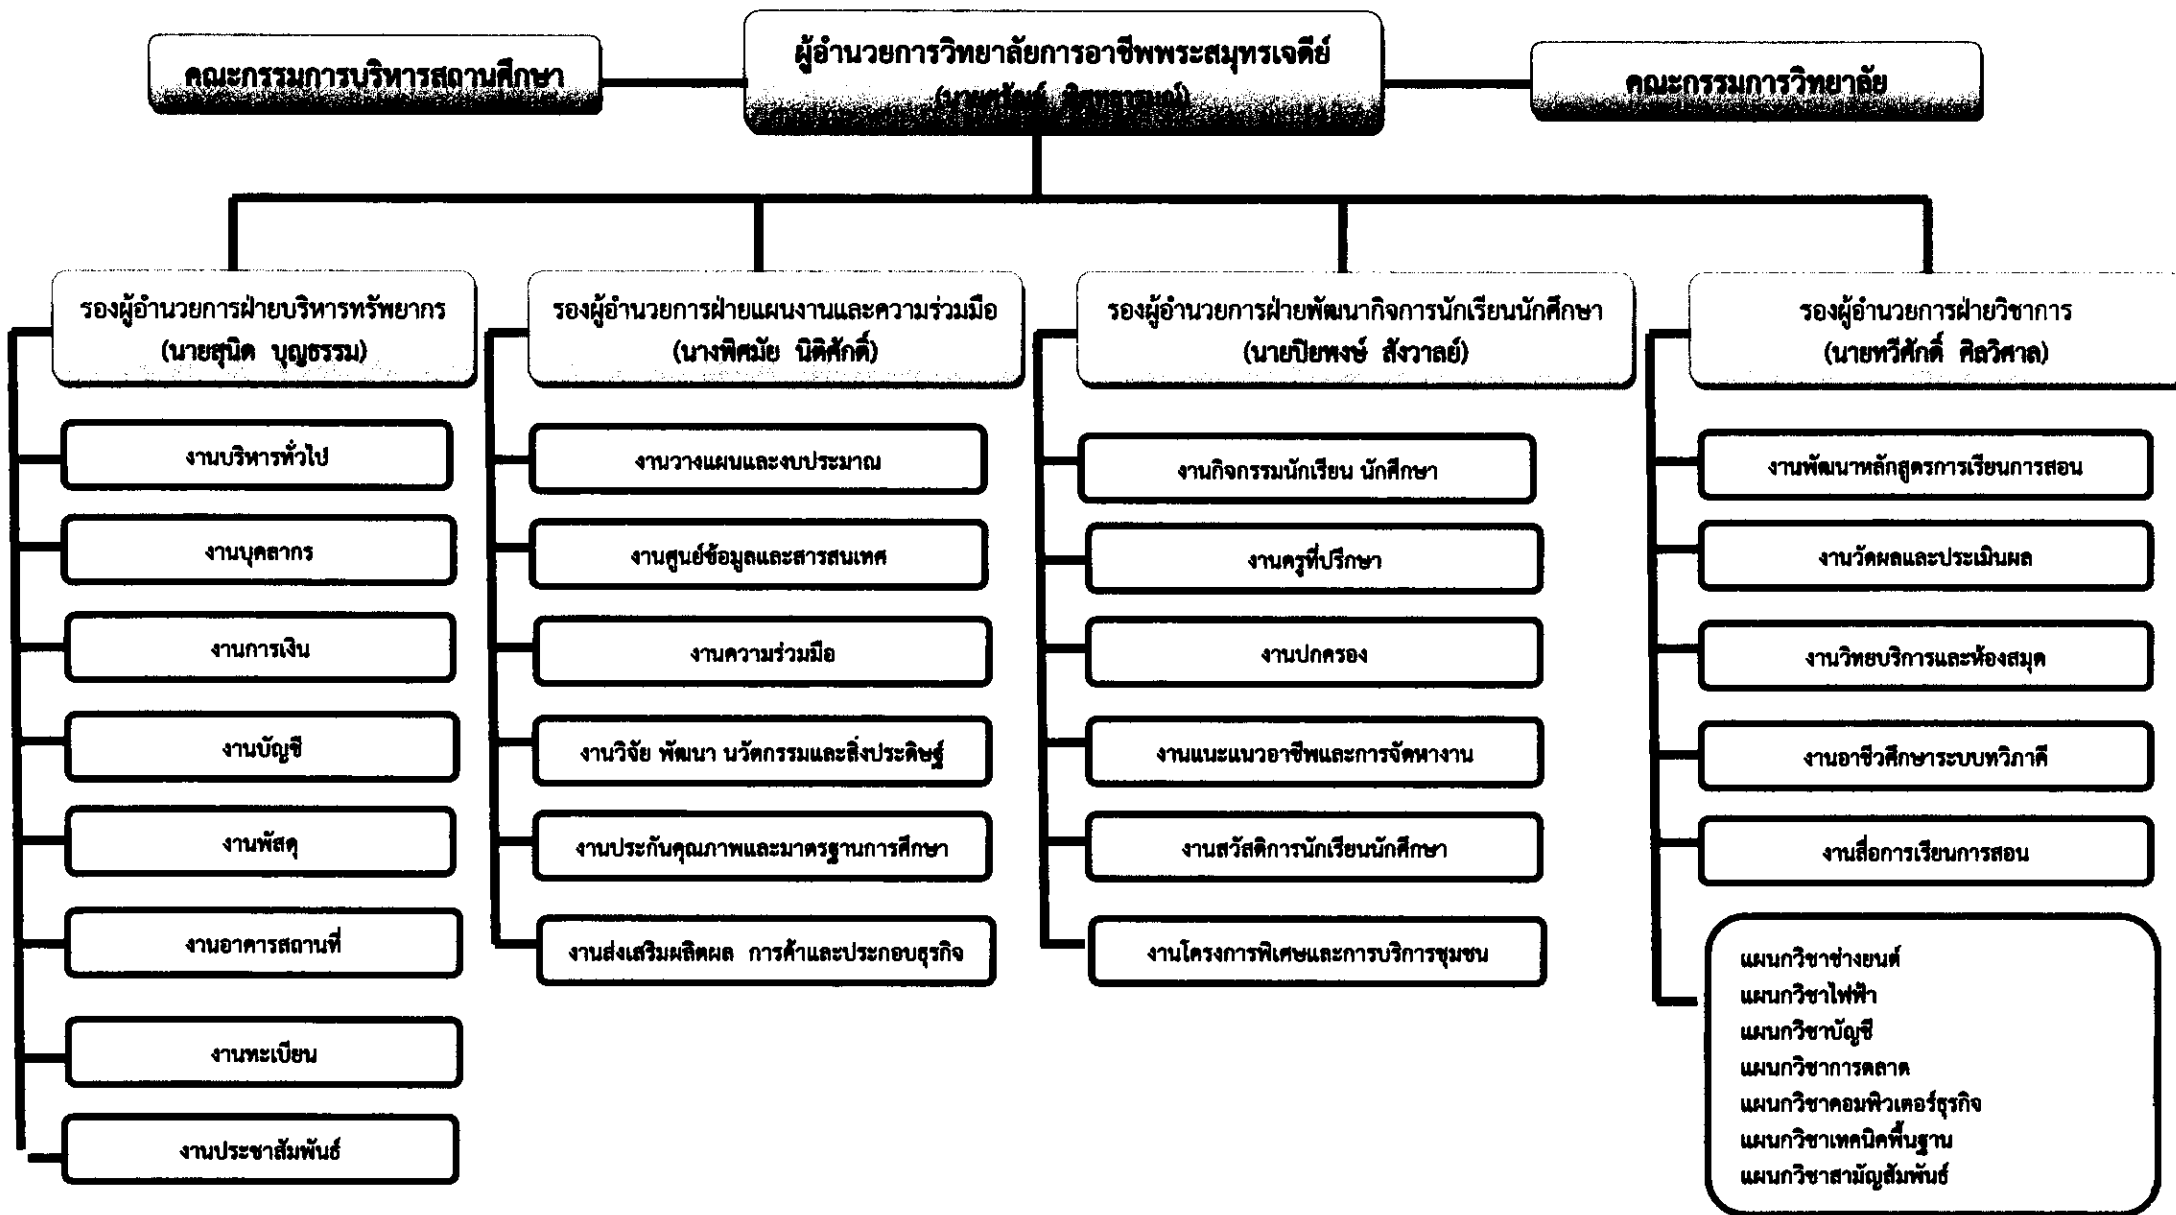 ผู้อำนวยการวิทยาลัยการอาชีพพระสมุทรเจดีย์
คณะกรรมการบริหารสถานศึกษา
คณะกรรมการวิทยาลัย
รองผู้อำนวยการฝ่ายบริหารทรัพยากร
(นายสุนิด บุญธรรม)
งานบริหารทั่วไป
งานบุคลากร
งานการเงิน
งานบัญชี
งานพัสดุ
งานอาคารสถานที่
งานทะเบียน
งานประชาสัมพันธ์
รองผู้อำนวยการฝ่ายแผนงานและความร่วมมือ
(นางพิศมัย นิติศักดิ์)
งานวางแผนและงบประมาณ
งานศูนย์ข้อมูลและสารสนเทศ
งานความร่วมมือ
งานวิจัย พัฒนา นวัตกรรมและสิ่งประดิษฐ์
งานประกันคุณภาพและมาตรฐานการศึกษา
งานส่งเสริมผลิตผล การค้าและประกอบธุรกิจ
รองผู้อำนวยการฝ่ายพัฒนากิจการนักเรียนนักศึกษา
(นายปิยพงษ์ สังวาลย์)
งานกิจกรรมนักเรียน นักศึกษา
งานครูที่ปรึกษา
งานปกครอง
งานแนะแนวอาชีพและการจัดหางาน
งานสวัสดิการนักเรียนนักศึกษา
งานโครงการพิเศษและการบริการชุมชน
รองผู้อำนวยการฝ่ายวิชาการ
(นายทวีศักดิ์ ศิลวิศาล)
งานพัฒนาหลักสูตรการเรียนการสอน
งานวัดผลและประเมินผล
งานวิทยบริการและห้องสมุด
งานอาชีวศึกษาระบบทวิภาคี
งานสื่อการเรียนการสอน
แผนกวิชาช่างยนต์
แผนกวิชาไฟฟ้า
แผนกวิชาบัญชี
แผนกวิชาการตลาด
แผนกวิชาคอมพิวเตอร์ธุรกิจ
แผนกวิชาเทคนิคพื้นฐาน
แผนกวิชาสามัญสัมพันธ์